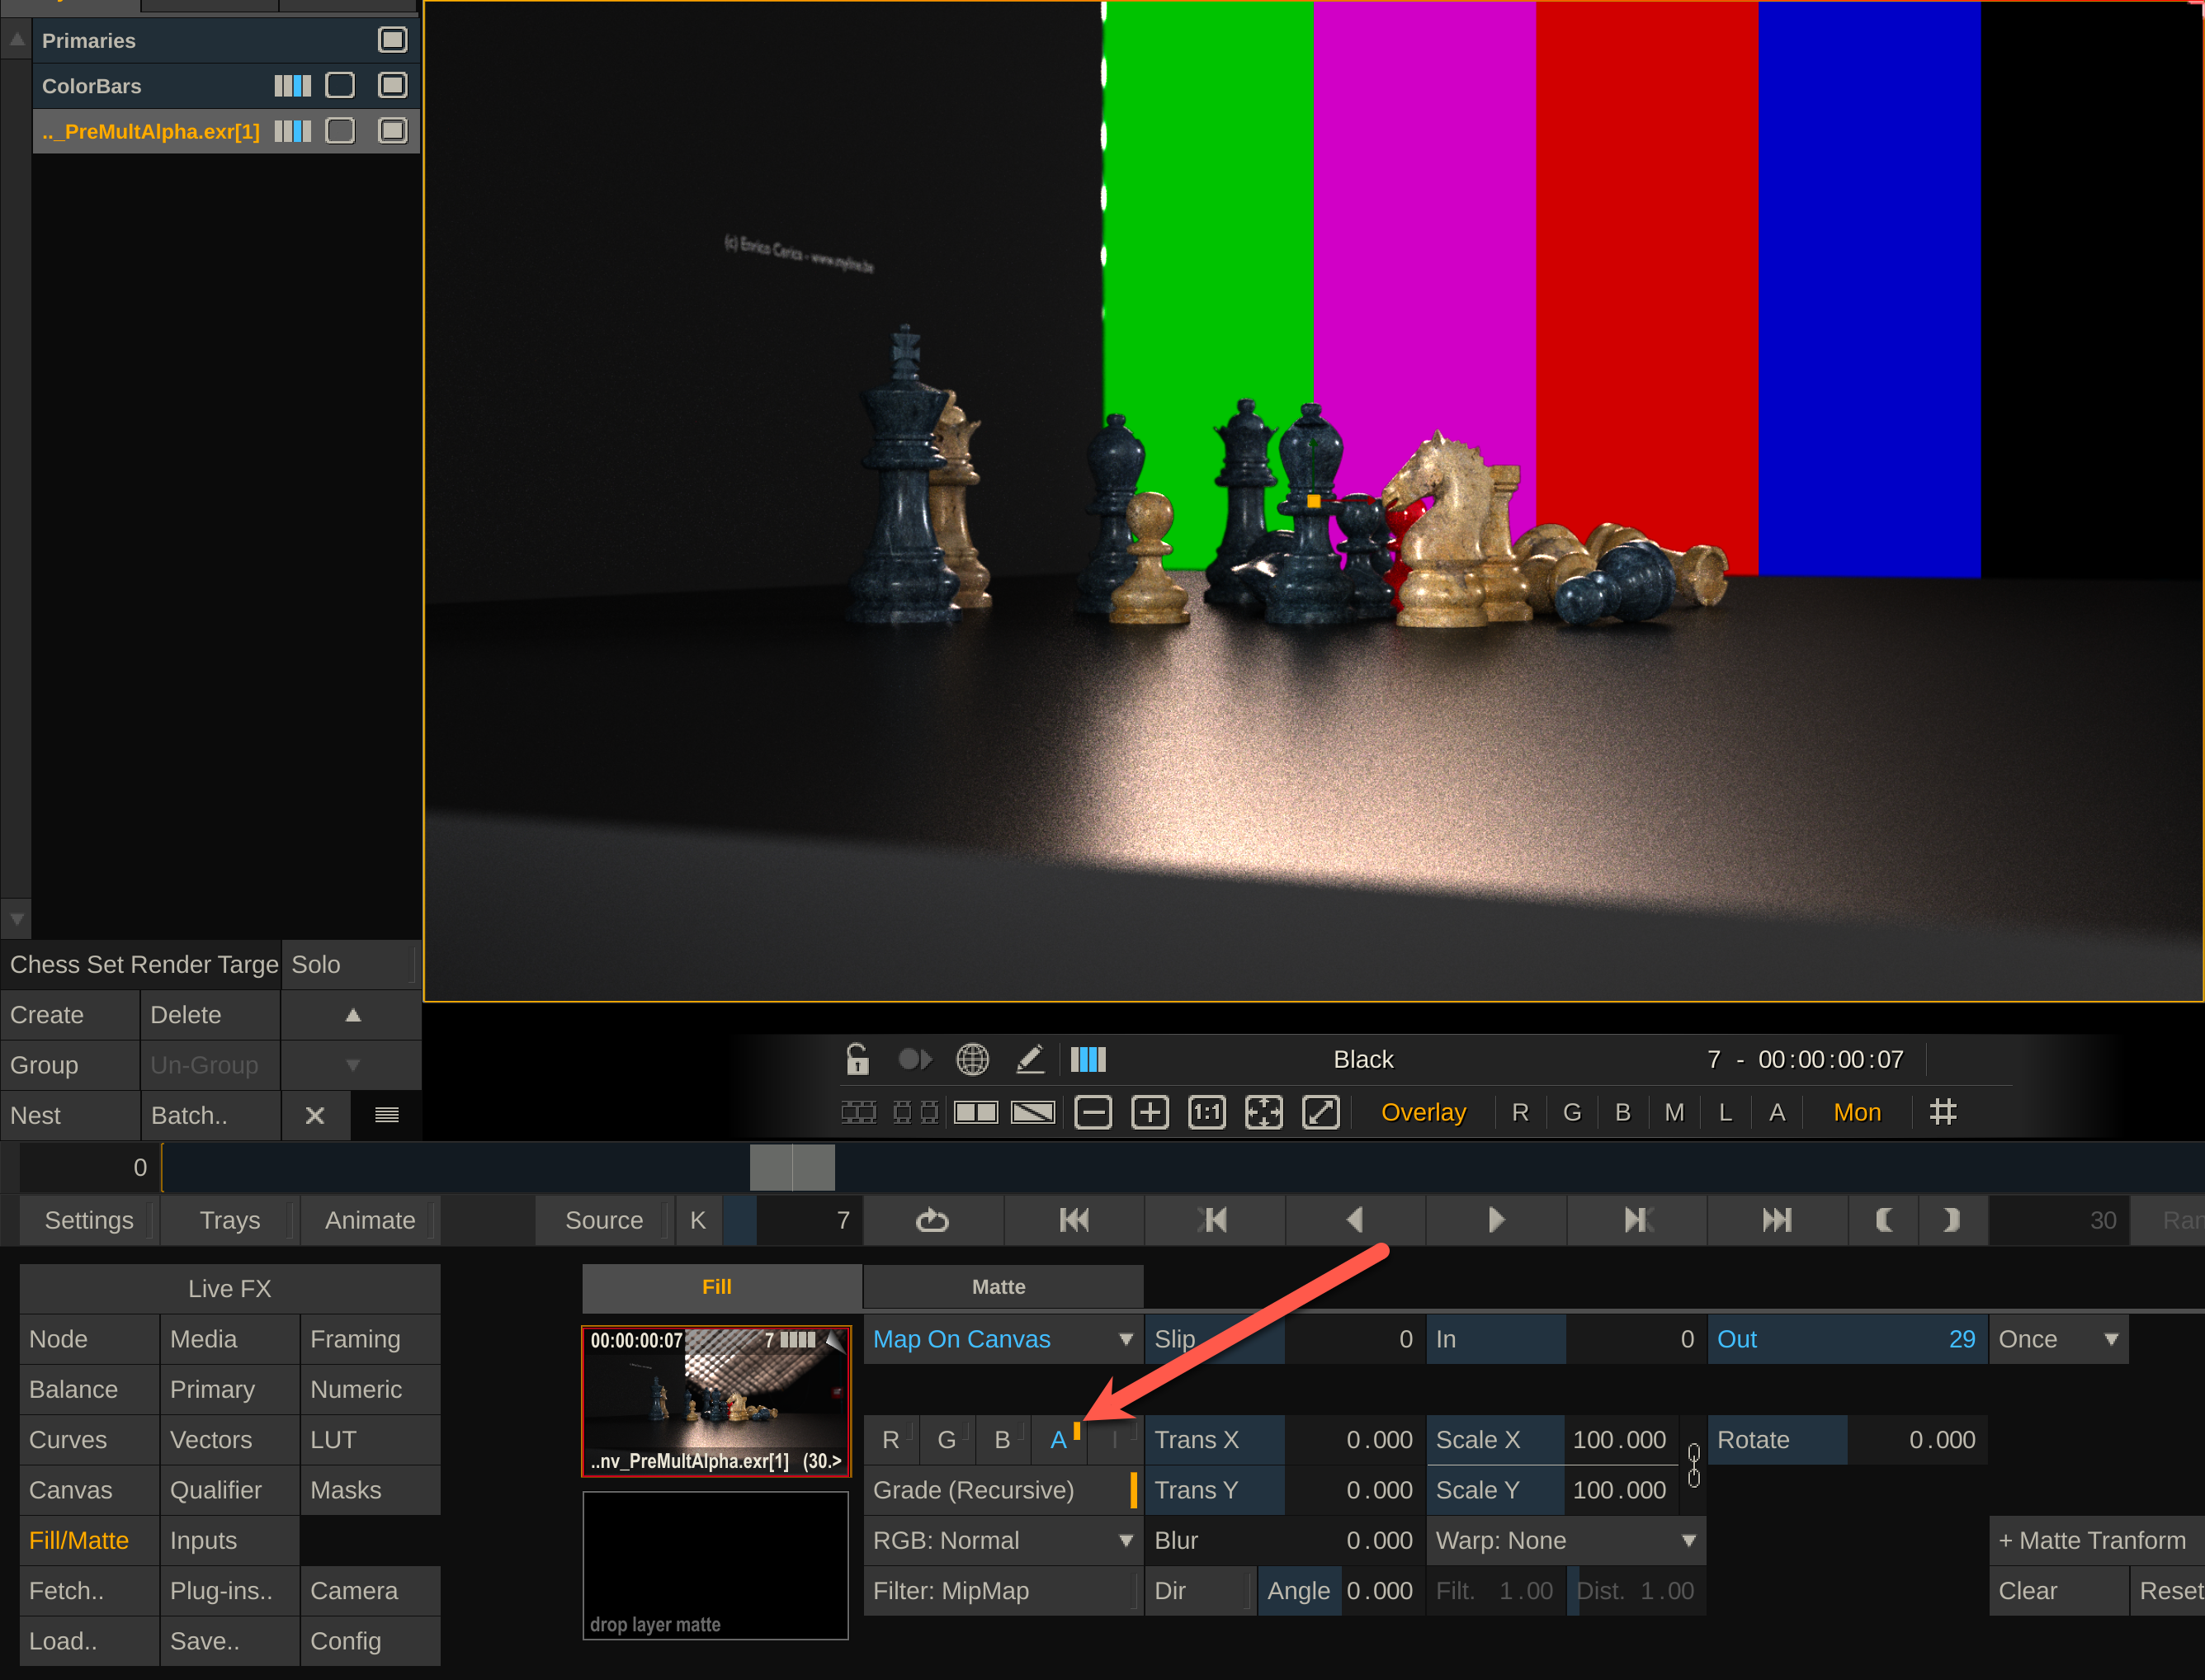 Primaries
ColorBars
.._PreMultAlpha.exr[1]
(c) Enrico Cerica - www.myline.be
Chess Set Render Targe
Solo
Create
Delete
Group
Un-Group
Nest
Batch..
X
Black
7 - 00:00:00:07
1:1
Overlay
R
G
B
M
L
A
Mon
0
Settings
Trays
Animate
Source
K
7
30
Ran
Live FX
Node
Media
Framing
Balance
Primary
Numeric
Curves
Vectors
LUT
Canvas
Qualifier
Masks
Fill/Matte
Inputs
Fetch..
Plug-ins..
Camera
Load..
Save..
Config
Fill
Matte
00:00:00:07
7
..nv_PreMultAlpha.exr[1] (30.>
drop layer matte
Map On Canvas
Slip
0
In
0
Out
29
Once
R
G
B
A
I
Trans X
0.000
Scale X
100.000
Rotate
0.000
Grade (Recursive)
Trans Y
0.000
Scale Y
100.000
RGB: Normal
Blur
0.000
Warp: None
+ Matte Tranform
Filter: MipMap
Dir
Angle
0.000
Filt. 1.00
Dist. 1.00
Clear
Reset